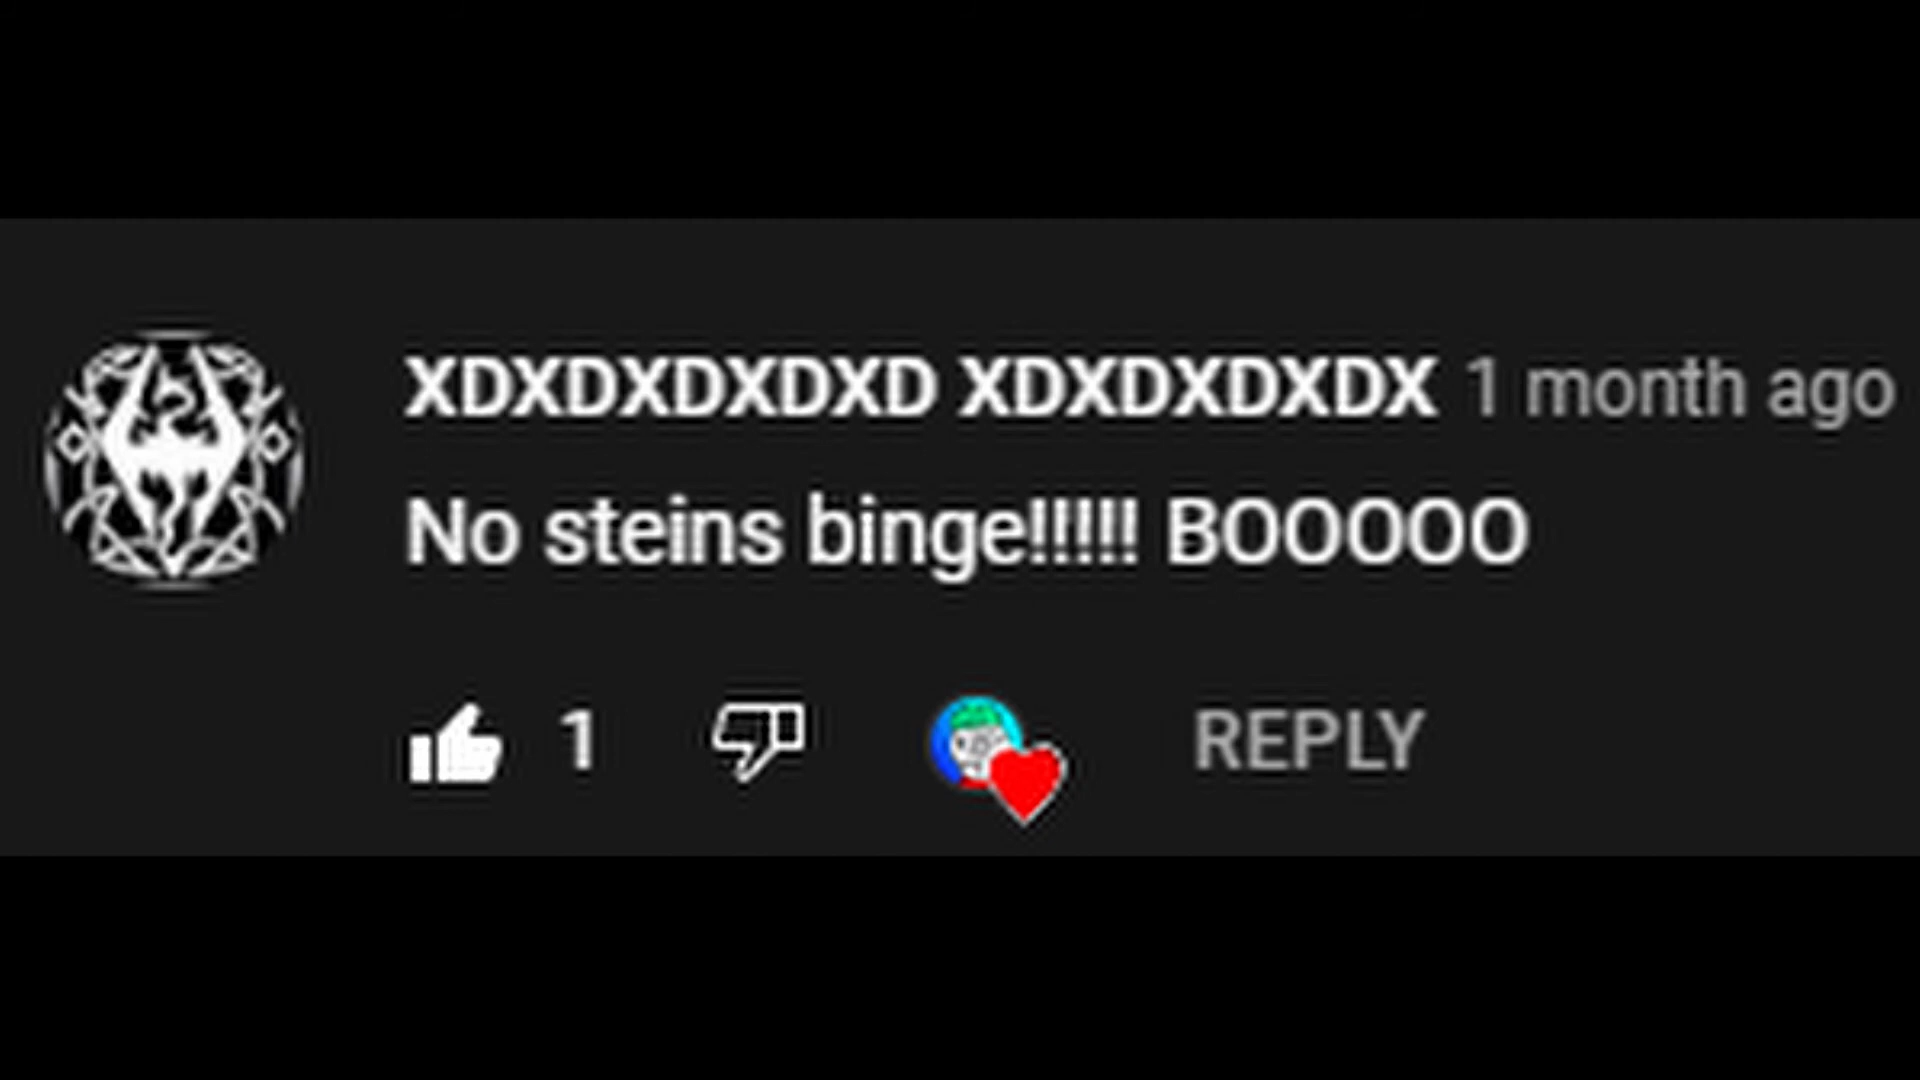 XDXDXDXDXD XDXDXDXDX 1 month ago
No steins binge!!!!! BOOOOO
1 REPLY